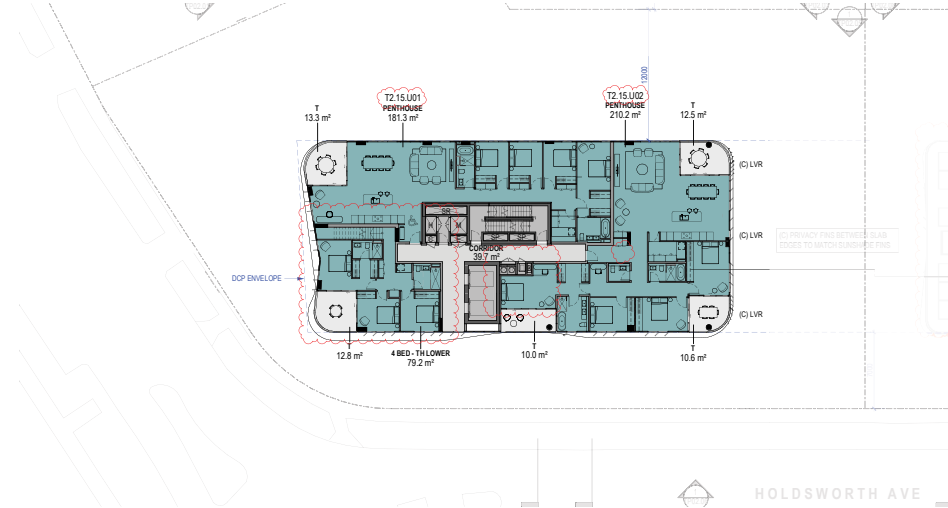 12000
T2.15.U01
PENTHOUSE
181.3 m²
T2.15.U02
PENTHOUSE
210.2 m²
T
13.3 m²
T
12.5 m²
(C) LVR
SR
(C) LVR
(C) PRIVACY FINS BETWEEN SLAB
EDGES TO MATCH SUNSHADE FINS
CORRIDOR
39.7 m²
DCP ENVELOPE
(C) LVR
T
12.8 m²
4 BED - TH LOWER
79.2 m²
T
10.0 m²
T
10.6 m²
HOLDSWORTH AVE